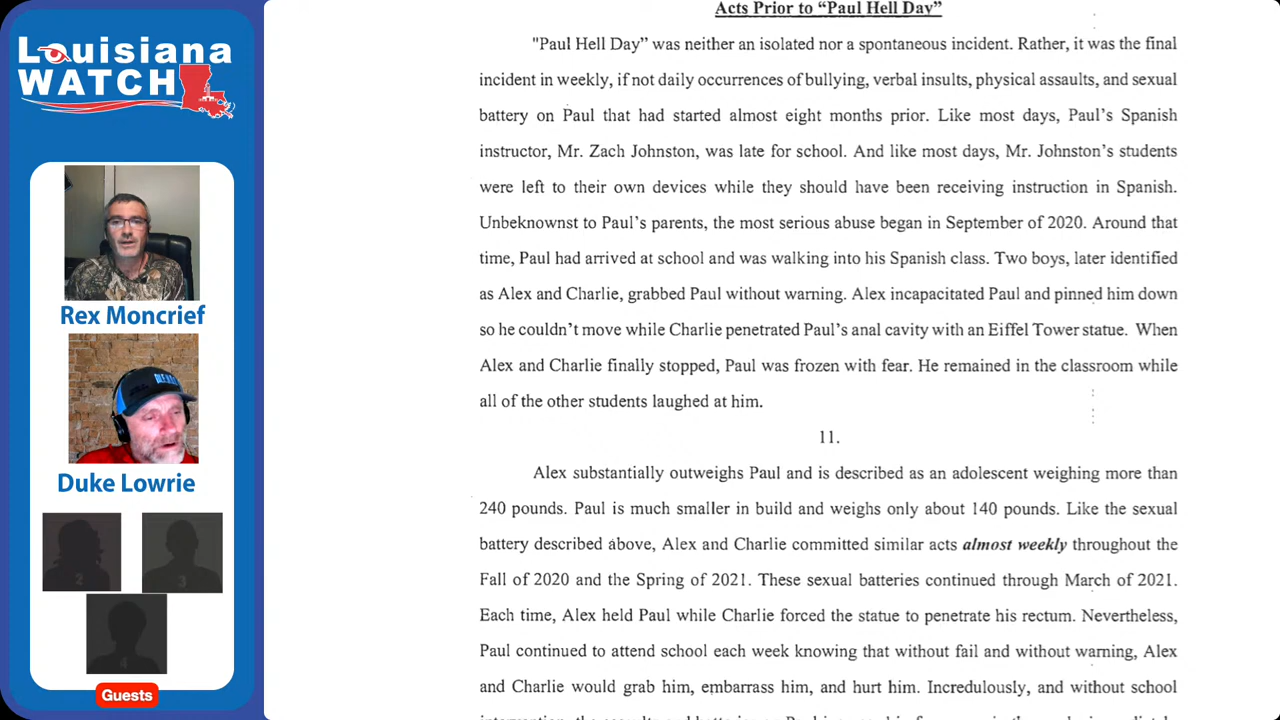 Louisiana
WATCH
Rex Moncrief
Duke Lowrie
2
3
4
Guests
Acts Prior to “Paul Hell Day”
"Paul Hell Day” was neither an isolated nor a spontaneous incident. Rather, it was the final
incident in weekly, if not daily occurrences of bullying, verbal insults, physical assaults, and sexual
battery on Paul that had started almost eight months prior. Like most days, Paul’s Spanish
instructor, Mr. Zach Johnston, was late for school. And like most days, Mr. Johnston’s students
were left to their own devices while they should have been receiving instruction in Spanish.
Unbeknownst to Paul’s parents, the most serious abuse began in September of 2020. Around that
time, Paul had arrived at school and was walking into his Spanish class. Two boys, later identified
as Alex and Charlie, grabbed Paul without warning. Alex incapacitated Paul and pinned him down
so he couldn’t move while Charlie penetrated Paul’s anal cavity with an Eiffel Tower statue. When
Alex and Charlie finally stopped, Paul was frozen with fear. He remained in the classroom while
all of the other students laughed at him.
11.
Alex substantially outweighs Paul and is described as an adolescent weighing more than
240 pounds. Paul is much smaller in build and weighs only about 140 pounds. Like the sexual
battery described above, Alex and Charlie committed similar acts almost weekly throughout the
Fall of 2020 and the Spring of 2021. These sexual batteries continued through March of 2021.
Each time, Alex held Paul while Charlie forced the statue to penetrate his rectum. Nevertheless,
Paul continued to attend school each week knowing that without fail and without warning, Alex
and Charlie would grab him, embarrass him, and hurt him. Incredulously, and without school